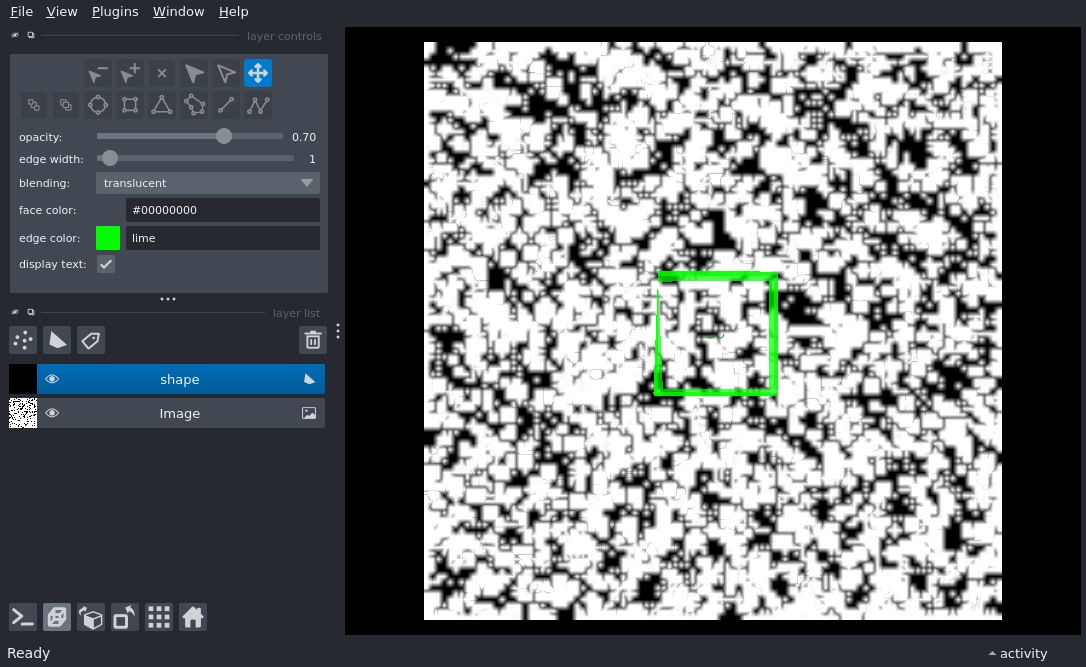 File View Plugins Window Help
layer controls
opacity: 0.70
edge width: 1
blending: translucent
face color: #00000000
edge color: lime
display text:
layer list
shape
Image
Ready
activity